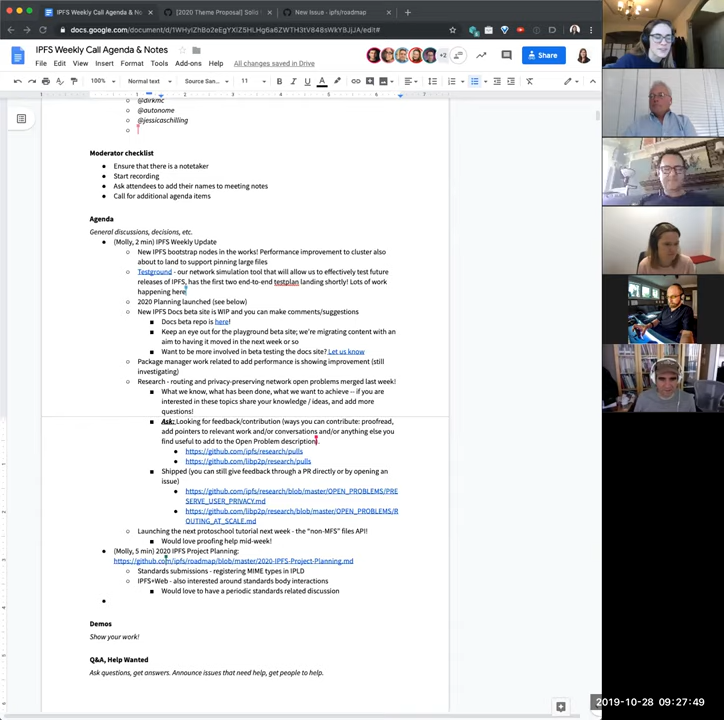 IPFS Weekly Call Agenda &
[2020 Theme Proposal] Solid
New Issue · ipfs/roadmap
IPFS Weekly Call Agenda & Notes
+2
Share
File Edit View Insert Format Tools Add-ons Help All changes saved in Drive
100% Normal text 11
@dirkmc
@autonome
@jessicaschilling
Moderator checklist
Ensure that there is a notetaker
Start recording
Ask attendees to add their names to meeting notes
Call for additional agenda items
Agenda
General discussions, decisions, etc.
(Molly, 2 min) IPFS Weekly Update
New IPFS bootstrap nodes in the works! Performance improvement to cluster also
about to land to support pinning large files
Testground - our network simulation tool that will allow us to effectively test future
releases of IPFS, has the first two end-to-end testplan landing shortly! Lots of work
happening here
2020 Planning launched (see below)
New IPFS Docs beta site is WIP and you can make comments/suggestions
Docs beta repo is here!
Keep an eye out for the playground beta site; we're migrating content with an
aim to having it moved in the next week or so
Want to be more involved in beta testing the docs site? Let us know
Package manager work related to add performance is showing improvement (still
investigating)
Research - routing and privacy-preserving network open problems merged last week!
What we know, what has been done, what we want to achieve -- if you are
interested in these topics share your knowledge / ideas, and add more
questions!
Ask: Looking for feedback/contribution (ways you can contribute: proofread,
add pointers to relevant work and/or conversations and/or anything else you
find useful to add to the Open Problem description).
https://github.com/ipfs/research/pulls
https://github.com/libp2p/research/pulls
Shipped (you can still give feedback through a PR directly or by opening an
issue)
https://github.com/ipfs/research/blob/master/OPEN_PROBLEMS/PRE
SERVE_USER_PRIVACY.md
https://github.com/libp2p/research/blob/master/OPEN_PROBLEMS/R
OUTING_AT_SCALE.md
Launching the next protoschool tutorial next week - the "non-MFS" files API!
Would love proofing help mid-week!
(Molly, 5 min) 2020 IPFS Project Planning:
https://github.com/ipfs/roadmap/blob/master/2020-IPFS-Project-Planning.md
Standards submissions - registering MIME types in IPLD
IPFS+Web - also interested around standards body interactions
Would love to have a periodic standards related discussion
Demos
Show your work!
Q&A, Help Wanted
Ask questions, get answers. Announce issues that need help, get people to help.
2019-10-28 09:27:49